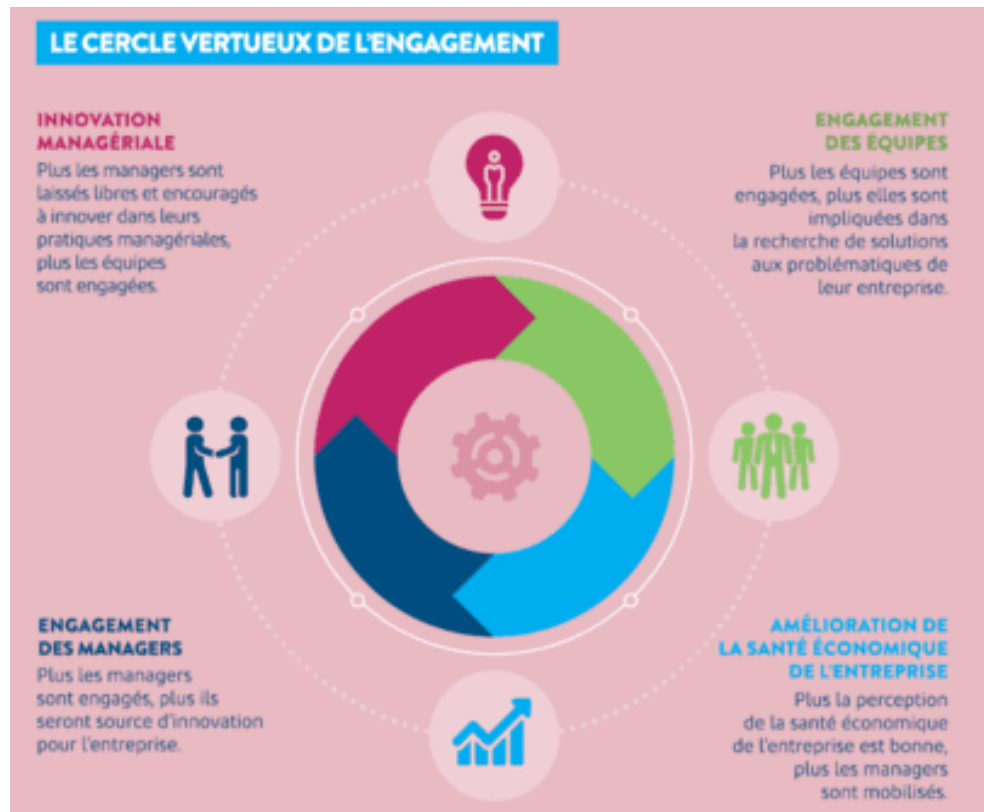 LE CERCLE VERTUEUX DE L'ENGAGEMENT
INNOVATION
MANAGÉRIALE
Plus les managers sont
laissés libres et encouragés
à innover dans leurs
pratiques managériales,
plus les équipes
sont engagées.
ENGAGEMENT
DES ÉQUIPES
Plus les équipes sont
engagées, plus elles sont
impliquées dans
la recherche de solutions
aux problématiques de
leur entreprise.
ENGAGEMENT
DES MANAGERS
Plus les managers
sont engagés, plus ils
seront source d'innovation
pour l'entreprise.
AMÉLIORATION DE
LA SANTÉ ÉCONOMIQUE
DE L'ENTREPRISE
Plus la perception
de la santé économique
de l'entreprise est bonne,
plus les managers
sont mobilisés.